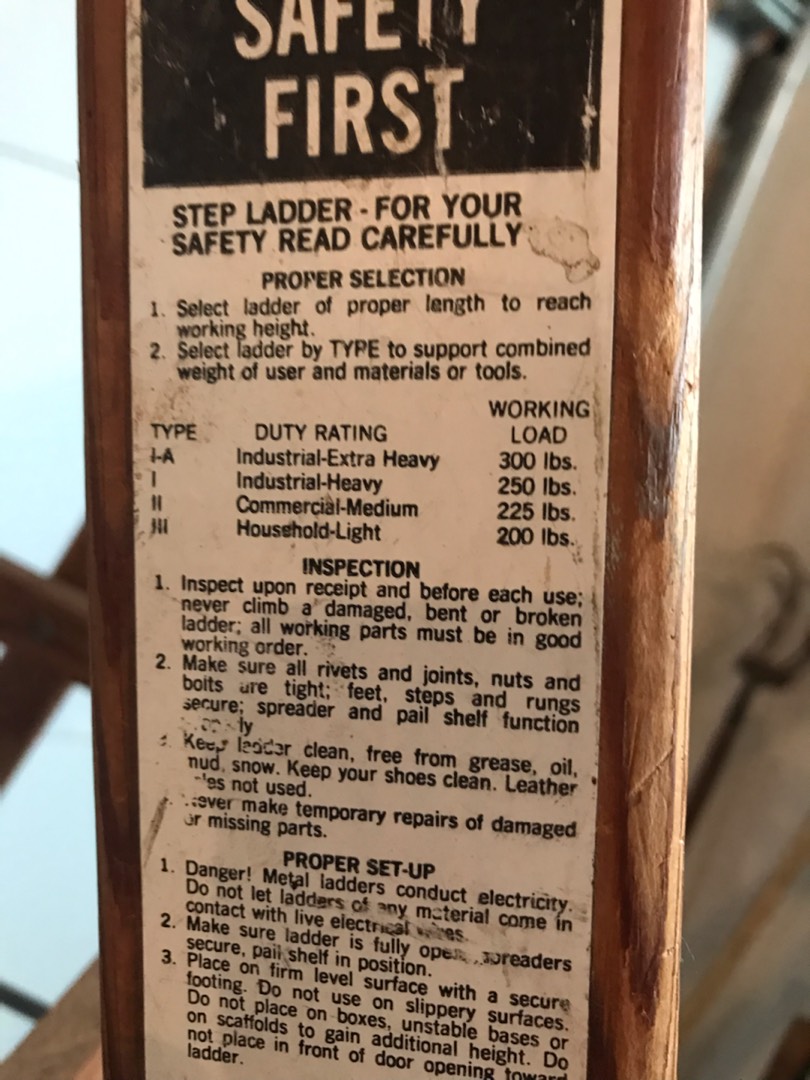 SAFETY
FIRST
STEP LADDER - FOR YOUR
SAFETY READ CAREFULLY
PROPER SELECTION
1. Select ladder of proper length to reach
working height.
2. Select ladder by TYPE to support combined
weight of user and materials or tools.
WORKING
TYPE DUTY RATING LOAD
I-A Industrial-Extra Heavy 300 lbs.
I Industrial-Heavy 250 lbs.
II Commercial-Medium 225 lbs.
III Household-Light 200 lbs.
INSPECTION
1. Inspect upon receipt and before each use;
never climb a damaged, bent or broken
ladder; all working parts must be in good
working order.
2. Make sure all rivets and joints, nuts and
bolts are tight; feet, steps and rungs
secure; spreader and pail shelf function
Keep ladder clean, free from grease, oil,
mud, snow. Keep your shoes clean. Leather
not used.
never make temporary repairs of damaged
or missing parts.
PROPER SET-UP
1. Danger! Metal ladders conduct electricity.
Do not let ladders of any material come in
contact with live electrical wires.
2. Make sure ladder is fully open, spreaders
secure, pail shelf in position.
3. Place on firm level surface with a secure
footing. Do not use on slippery surfaces.
Do not place on boxes, unstable bases or
on scaffolds to gain additional height. Do
not place in front of door opening toward
ladder.